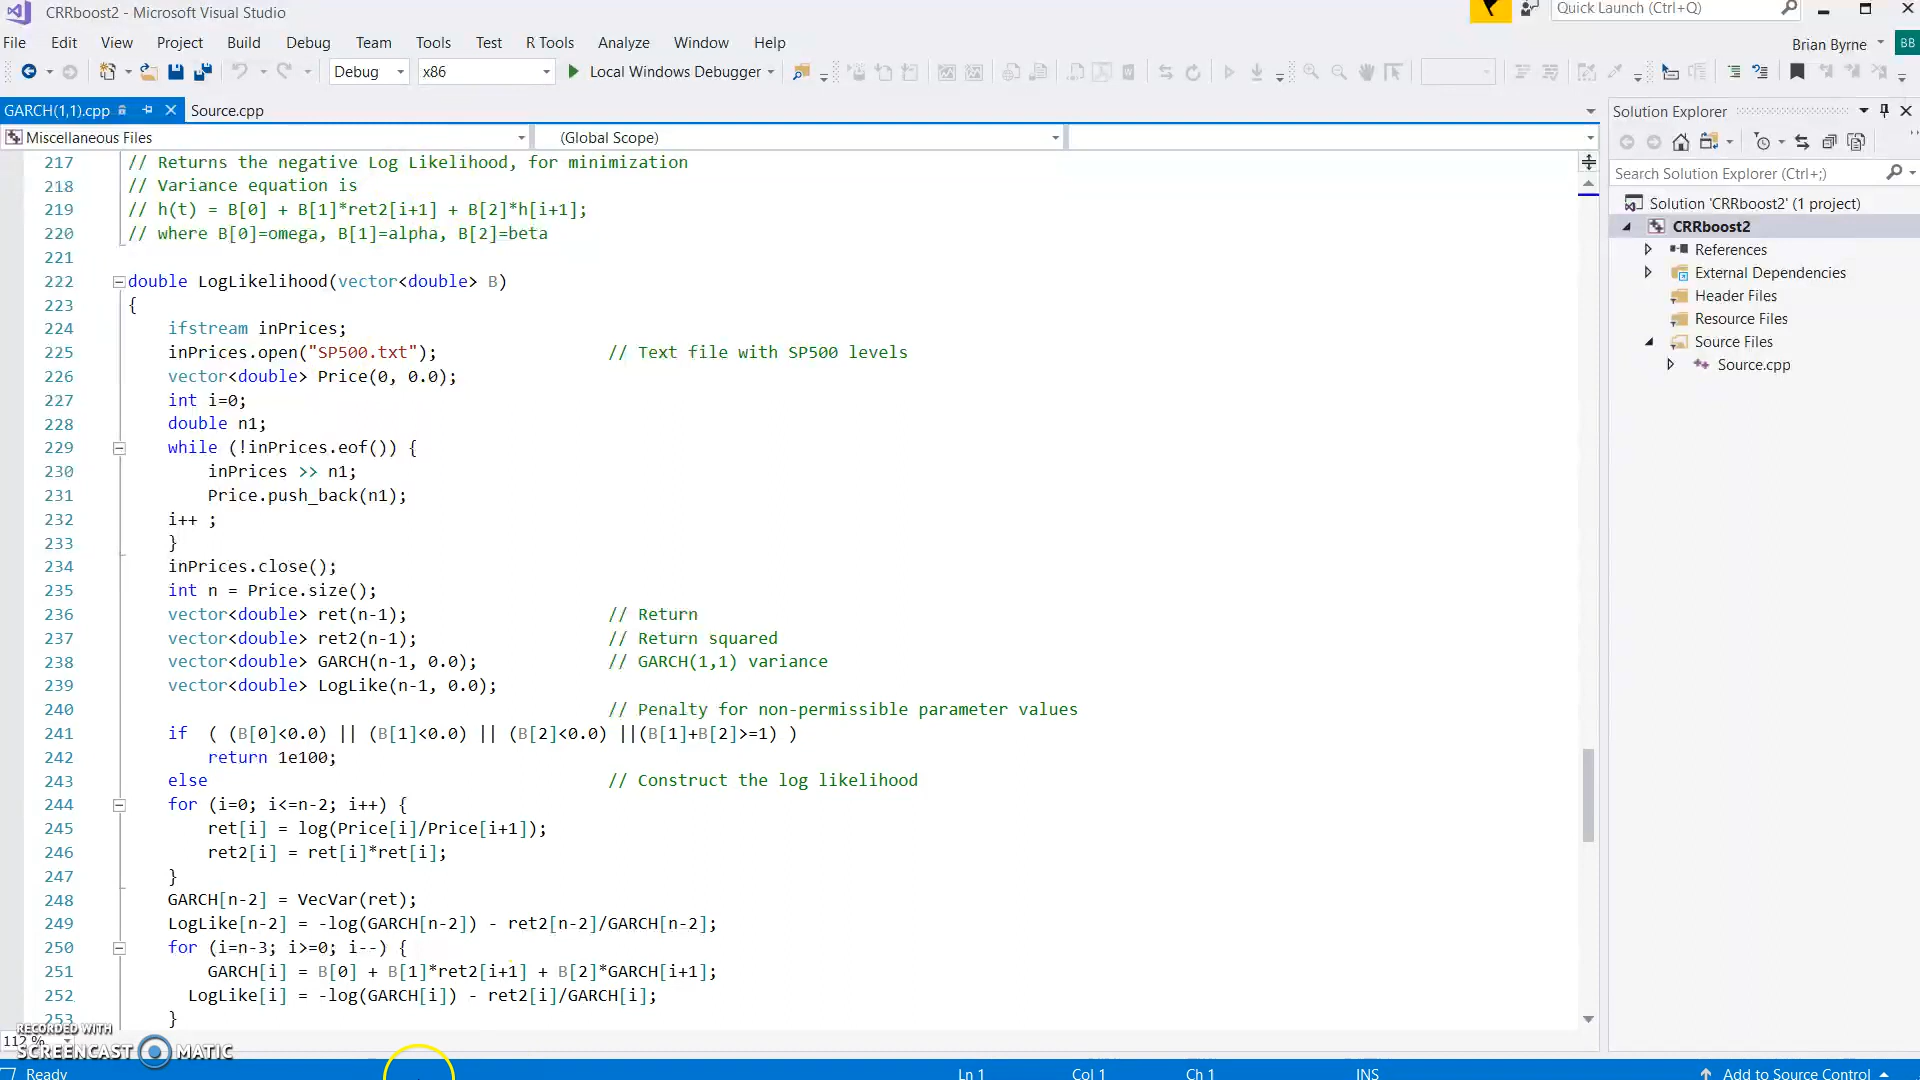 CRRboost2 - Microsoft Visual Studio
Quick Launch (Ctrl+Q)
File Edit View Project Build Debug Team Tools Test R Tools Analyze Window Help
Brian Byrne BB
Debug x86 Local Windows Debugger
GARCH(1,1).cpp Source.cpp
Miscellaneous Files (Global Scope)
217 // Returns the negative Log Likelihood, for minimization
218 // Variance equation is
219 // h(t) = B[0] + B[1]*ret2[i+1] + B[2]*h[i+1];
220 // where B[0]=omega, B[1]=alpha, B[2]=beta
221
222 double LogLikelihood(vector<double> B)
223 {
224 ifstream inPrices;
225 inPrices.open("SP500.txt"); // Text file with SP500 levels
226 vector<double> Price(0, 0.0);
227 int i=0;
228 double n1;
229 while (!inPrices.eof()) {
230 inPrices >> n1;
231 Price.push_back(n1);
232 i++ ;
233 }
234 inPrices.close();
235 int n = Price.size();
236 vector<double> ret(n-1); // Return
237 vector<double> ret2(n-1); // Return squared
238 vector<double> GARCH(n-1, 0.0); // GARCH(1,1) variance
239 vector<double> LogLike(n-1, 0.0);
240 // Penalty for non-permissible parameter values
241 if ( (B[0]<0.0) || (B[1]<0.0) || (B[2]<0.0) ||(B[1]+B[2]>=1) )
242 return 1e100;
243 else // Construct the log likelihood
244 for (i=0; i<=n-2; i++) {
245 ret[i] = log(Price[i]/Price[i+1]);
246 ret2[i] = ret[i]*ret[i];
247 }
248 GARCH[n-2] = VecVar(ret);
249 LogLike[n-2] = -log(GARCH[n-2]) - ret2[n-2]/GARCH[n-2];
250 for (i=n-3; i>=0; i--) {
251 GARCH[i] = B[0] + B[1]*ret2[i+1] + B[2]*GARCH[i+1];
252 LogLike[i] = -log(GARCH[i]) - ret2[i]/GARCH[i];
253 }
112 %
RECORDED WITH
SCREENCAST MATIC
Ready Ln 1 Col 1 Ch 1 INS Add to Source Control
Solution Explorer
Search Solution Explorer (Ctrl+;)
Solution 'CRRboost2' (1 project)
CRRboost2
References
External Dependencies
Header Files
Resource Files
Source Files
Source.cpp